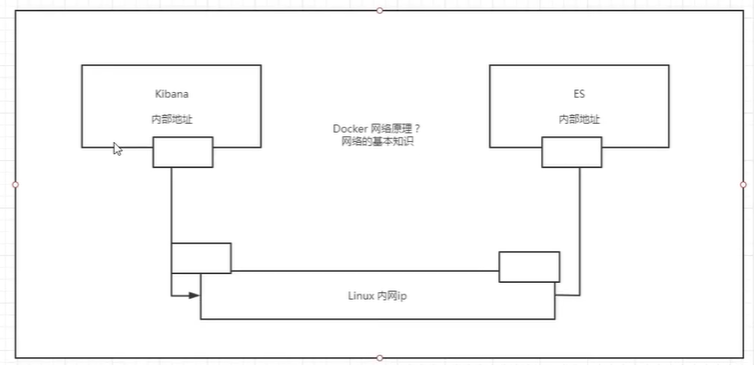 Kibana
内部地址
Docker 网络原理？
网络的基本知识
ES
内部地址
Linux 内网ip